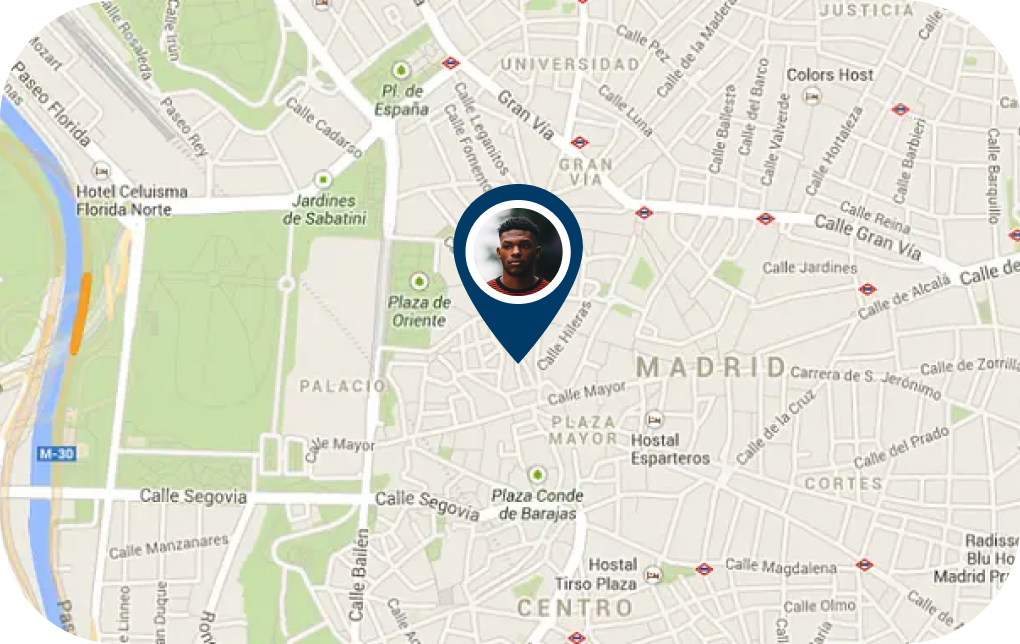 JUSTICIA
Calle Irún
Calle Pez
Calle de la Madera
UNIVERSIDAD
Mozart
Paseo Florida
Pl. de
España
Calle Leganitos
Gran Vía
Calle Luna
Calle Ballesta
Calle del Barco
Calle Valverde
Colors Host
Calle Hortaleza
Calle Barbieri
Calle Barquillo
Paseo Rey
Calle Cadarso
GRAN
VÍA
Hotel Celuisma
Florida Norte
Jardines
de Sabatini
Calle Reina
Calle Gran Vía
Calle Jardines
Calle de Alcalá
Calle de
Plaza de
Oriente
Calle Hileras
MADRID
Carrera de S. Jerónimo
Calle de Zorrilla
PALACIO
Calle Mayor
PLAZA
MAYOR
Hostal
Esparteros
Calle de la Cruz
Calle del Prado
Calle Mayor
M-30
CORTES
Calle Segovia
Calle Segovia
Plaza Conde
de Barajas
Calle Manzanares
Calle Bailén
Hostal
Tirso Plaza
Calle Magdalena
Radisso
Blu Ho
Madrid Pr
CENTRO
Calle Olmo
Calle de
e Linneo
an Duque